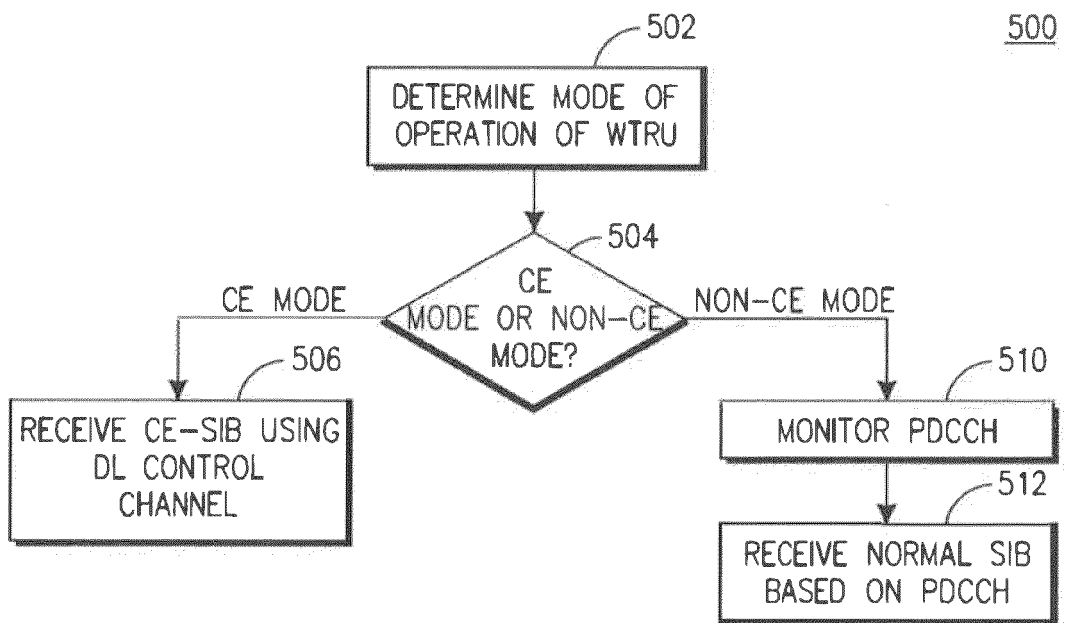 502
500
DETERMINE MODE OF
OPERATION OF WTRU
504
CE
MODE OR NON-CE
MODE?
CE MODE
NON-CE MODE
506
RECEIVE CE-SIB USING
DL CONTROL
CHANNEL
510
MONITOR PDCCH
512
RECEIVE NORMAL SIB
BASED ON PDCCH